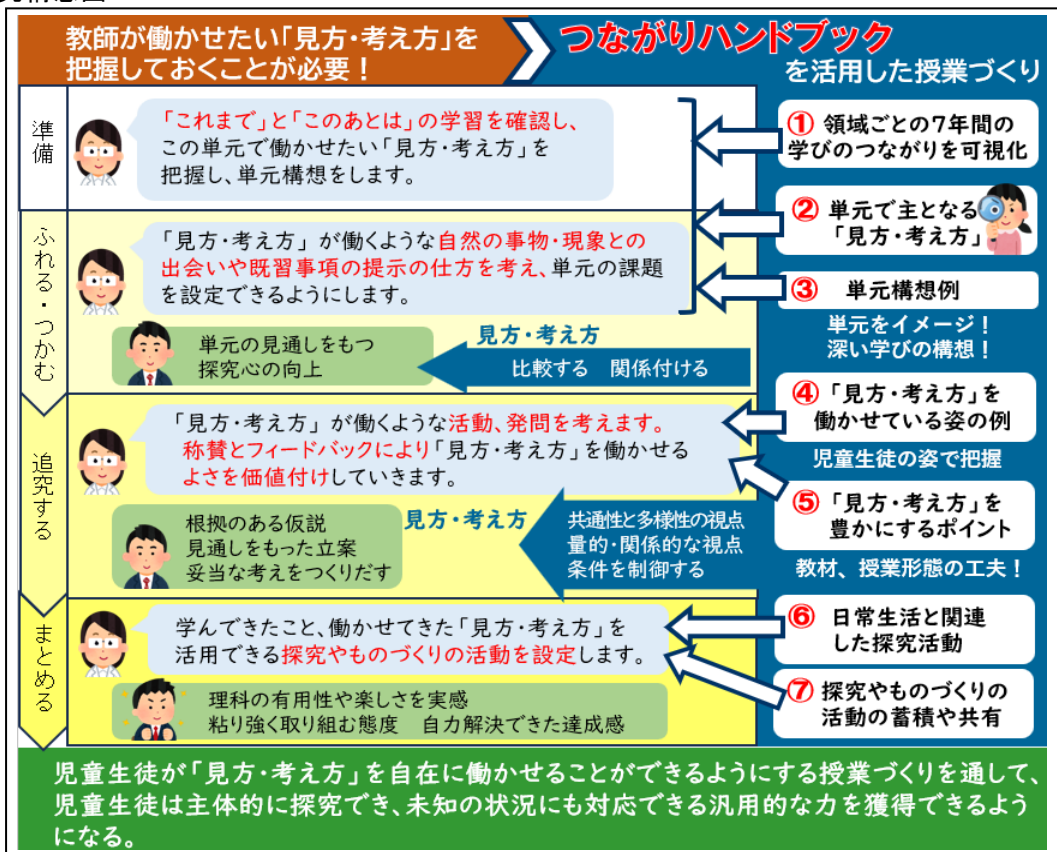 教師が働かせたい「見方・考え方」を
把握しておくことが必要！
つながりハンドブック
を活用した授業づくり
準備
「これまで」と「このあとは」の学習を確認し、
この単元で働かせたい「見方・考え方」を
把握し、単元構想をします。
① 領域ごとの7年間の
学びのつながりを可視化
② 単元で主となる
「見方・考え方」
ふれる・つかむ
「見方・考え方」が働くような自然の事物・現象との
出会いや既習事項の提示の仕方を考え、単元の課題
を設定できるようにします。
③ 単元構想例
単元をイメージ！
深い学びの構想！
単元の見通しをもつ
探究心の向上
見方・考え方
比較する 関係付ける
④「見方・考え方」を
働かせている姿の例
児童生徒の姿で把握
追究する
「見方・考え方」が働くような活動、発問を考えます。
称賛とフィードバックにより「見方・考え方」を働かせる
よさを価値付けしていきます。
⑤「見方・考え方」を
豊かにするポイント
教材、授業形態の工夫！
根拠のある仮説
見通しをもった立案
妥当な考えをつくりだす
見方・考え方
共通性と多様性の視点
量的・関係的な視点
条件を制御する
まとめる
学んできたこと、働かせてきた「見方・考え方」を
活用できる探究やものづくりの活動を設定します。
⑥ 日常生活と関連
した探究活動
理科の有用性や楽しさを実感
粘り強く取り組む態度 自力解決できた達成感
⑦ 探究やものづくりの
活動の蓄積や共有
児童生徒が「見方・考え方」を自在に働かせることができるようにする授業づくりを通して、
児童生徒は主体的に探究でき、未知の状況にも対応できる汎用的な力を獲得できるよう
になる。